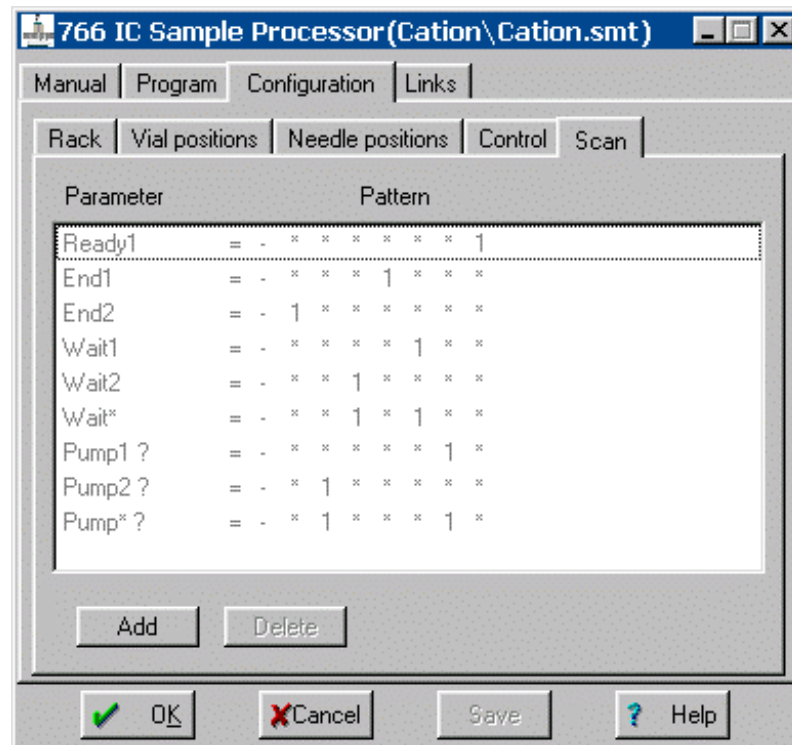 766 IC Sample Processor(Cation\Cation.smt)
Manual Program Configuration Links
Rack Vial positions Needle positions Control Scan
Parameter Pattern
Ready1 = - * * * * * * 1
End1 = - * * * 1 * * *
End2 = - 1 * * * * * *
Wait1 = - * * * * 1 * *
Wait2 = - * * 1 * * * *
Wait* = - * * 1 * 1 * *
Pump1 ? = - * * * * * 1 *
Pump2 ? = - * 1 * * * * *
Pump* ? = - * 1 * * * 1 *
Add Delete
OK Cancel Save ? Help